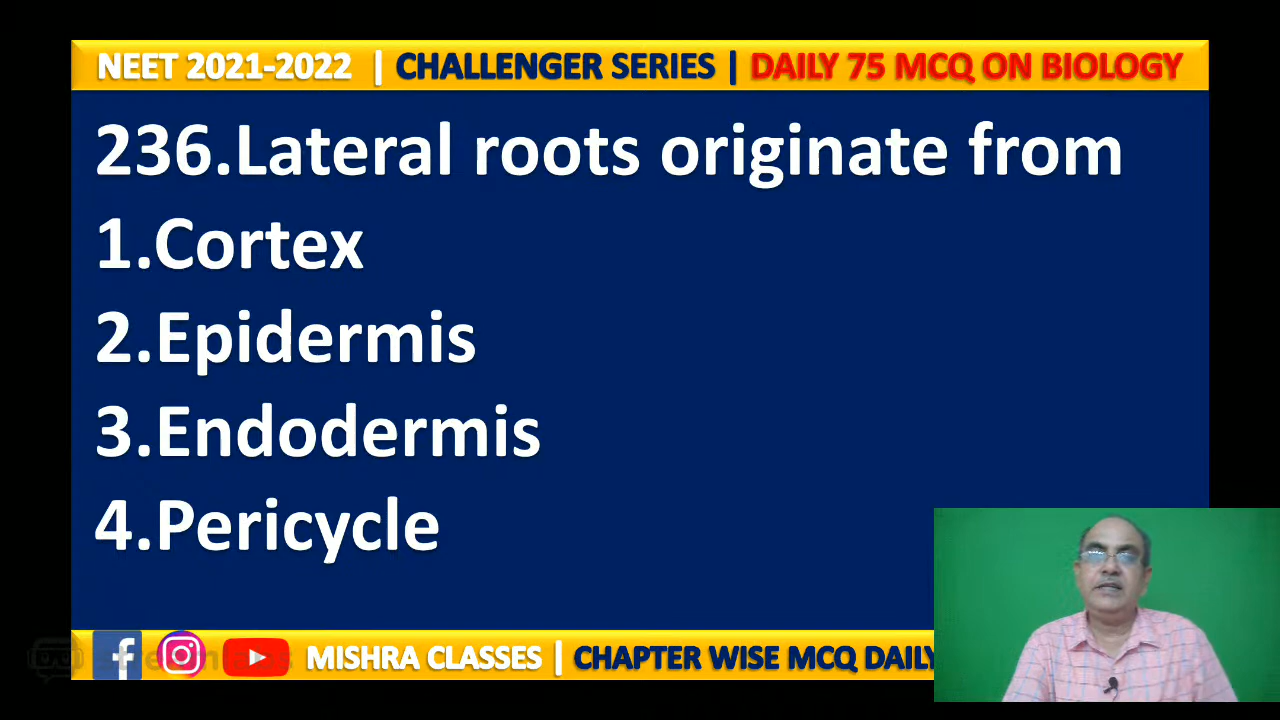 NEET 2021-2022 | CHALLENGER SERIES | DAILY 75 MCQ ON BIOLOGY
236.Lateral roots originate from
1.Cortex
2.Epidermis
3.Endodermis
4.Pericycle
MISHRA CLASSES | CHAPTER WISE MCQ DAILY